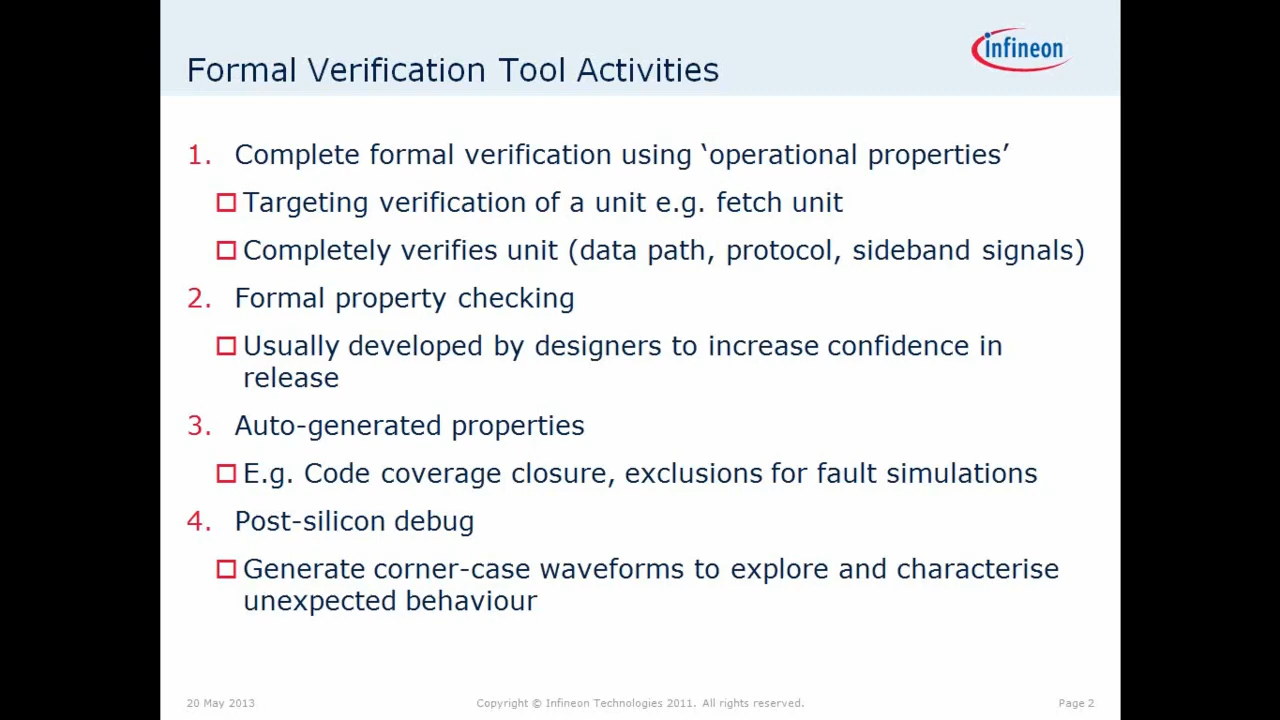 infineon
Formal Verification Tool Activities
1. Complete formal verification using ‘operational properties’
Targeting verification of a unit e.g. fetch unit
Completely verifies unit (data path, protocol, sideband signals)
2. Formal property checking
Usually developed by designers to increase confidence in
release
3. Auto-generated properties
E.g. Code coverage closure, exclusions for fault simulations
4. Post-silicon debug
Generate corner-case waveforms to explore and characterise
unexpected behaviour
20 May 2013 Copyright © Infineon Technologies 2011. All rights reserved. Page 2